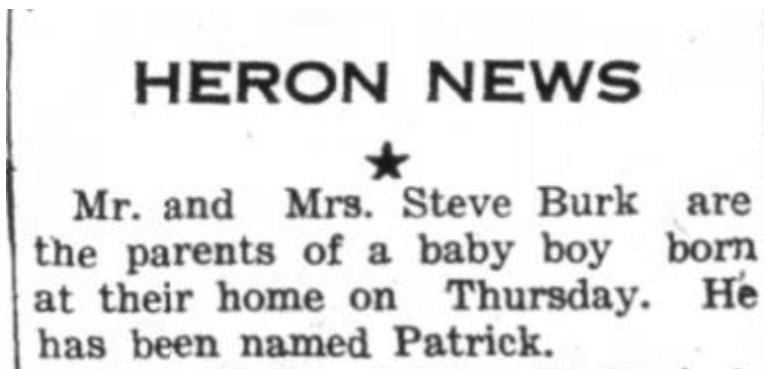 HERON NEWS
Mr. and Mrs. Steve Burk are
the parents of a baby boy born
at their home on Thursday. He
has been named Patrick.